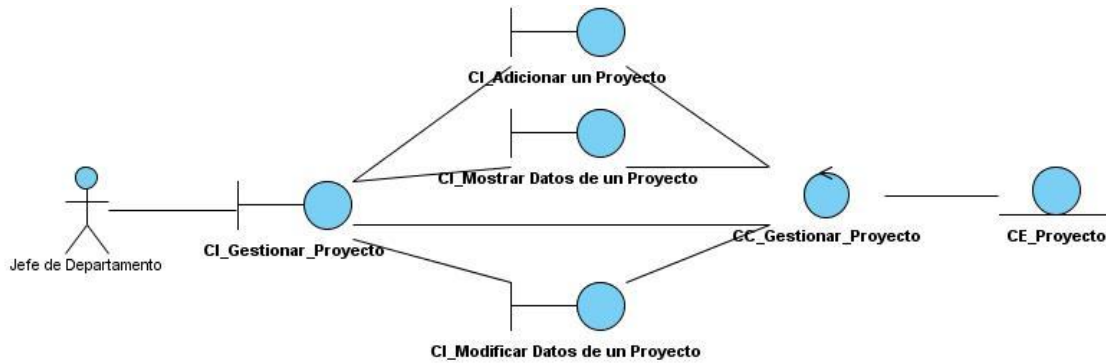 CI_Adicionar un Proyecto
CI_Mostrar Datos de un Proyecto
Jefe de Departamento
CI_Gestionar_Proyecto
CC_Gestionar_Proyecto
CE_Proyecto
CI_Modificar Datos de un Proyecto